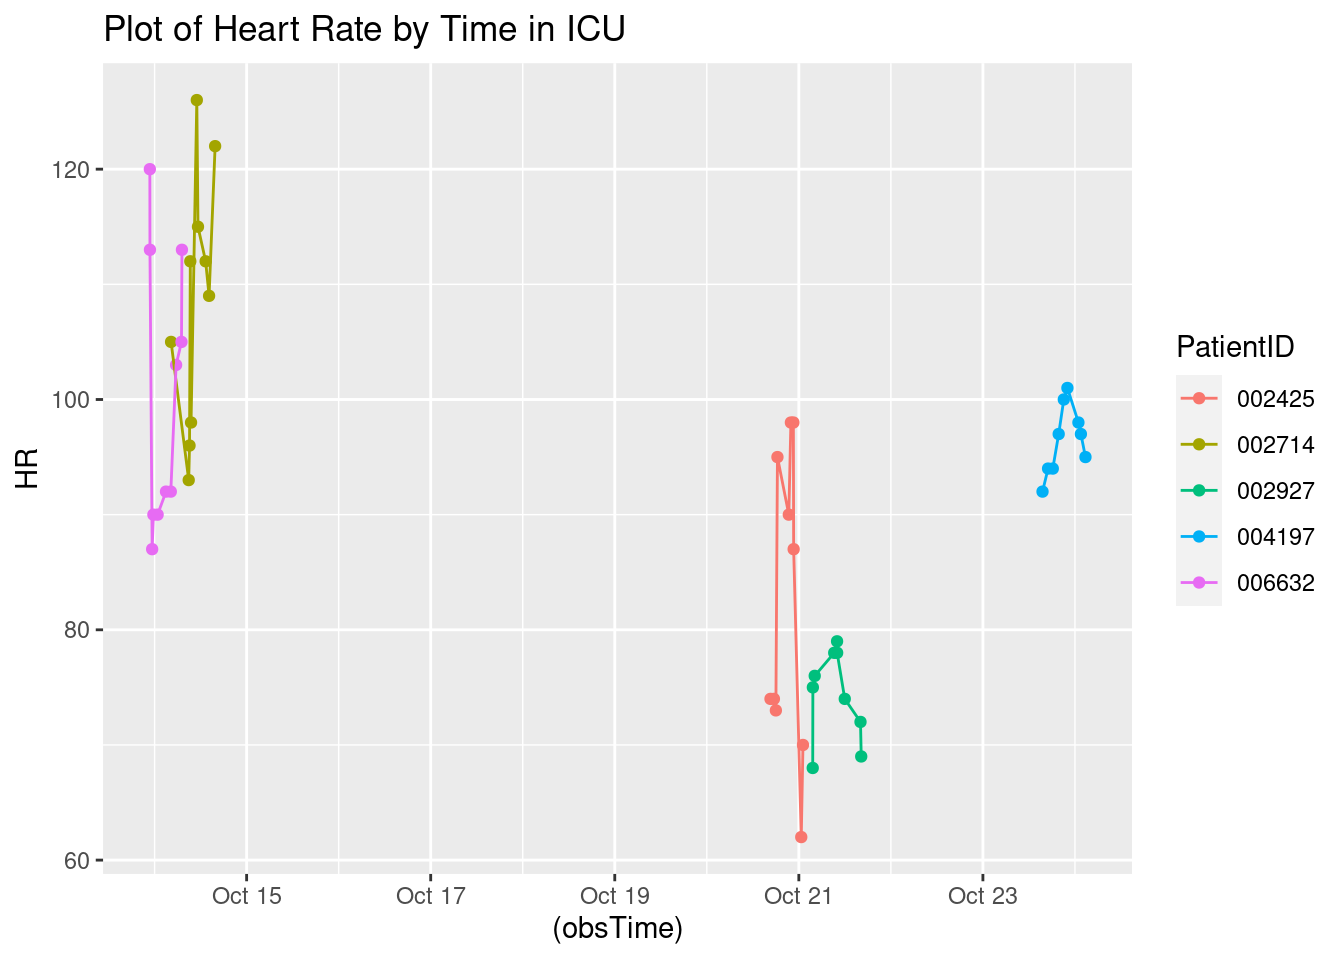 Plot of Heart Rate by Time in ICU
HR
120
100
80
60
Oct 15
Oct 17
Oct 19
Oct 21
Oct 23
(obsTime)
PatientID
002425
002714
002927
004197
006632